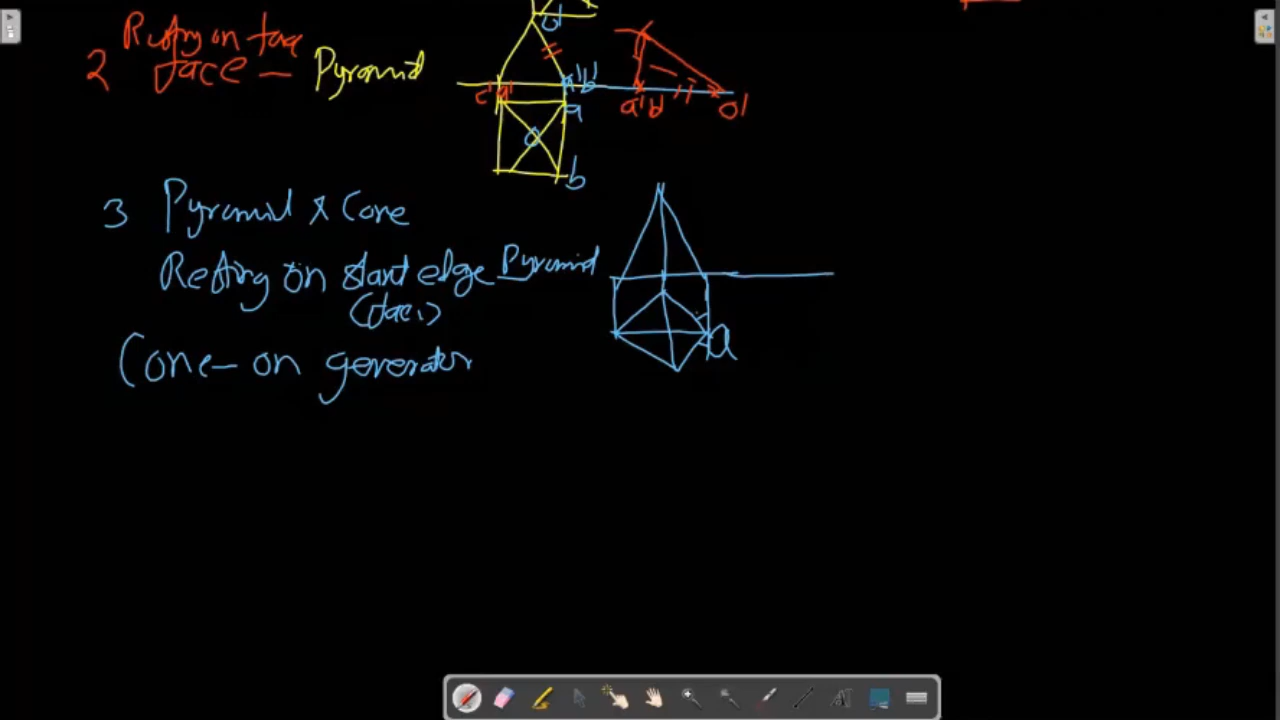 Resting on face
2 face - Pyramid
o'
c' d' a' b'
a
o
b
a' b' o'
3 Pyramid & Cone
Resting on slant edge Pyramid
(face)
Cone - on generator
a